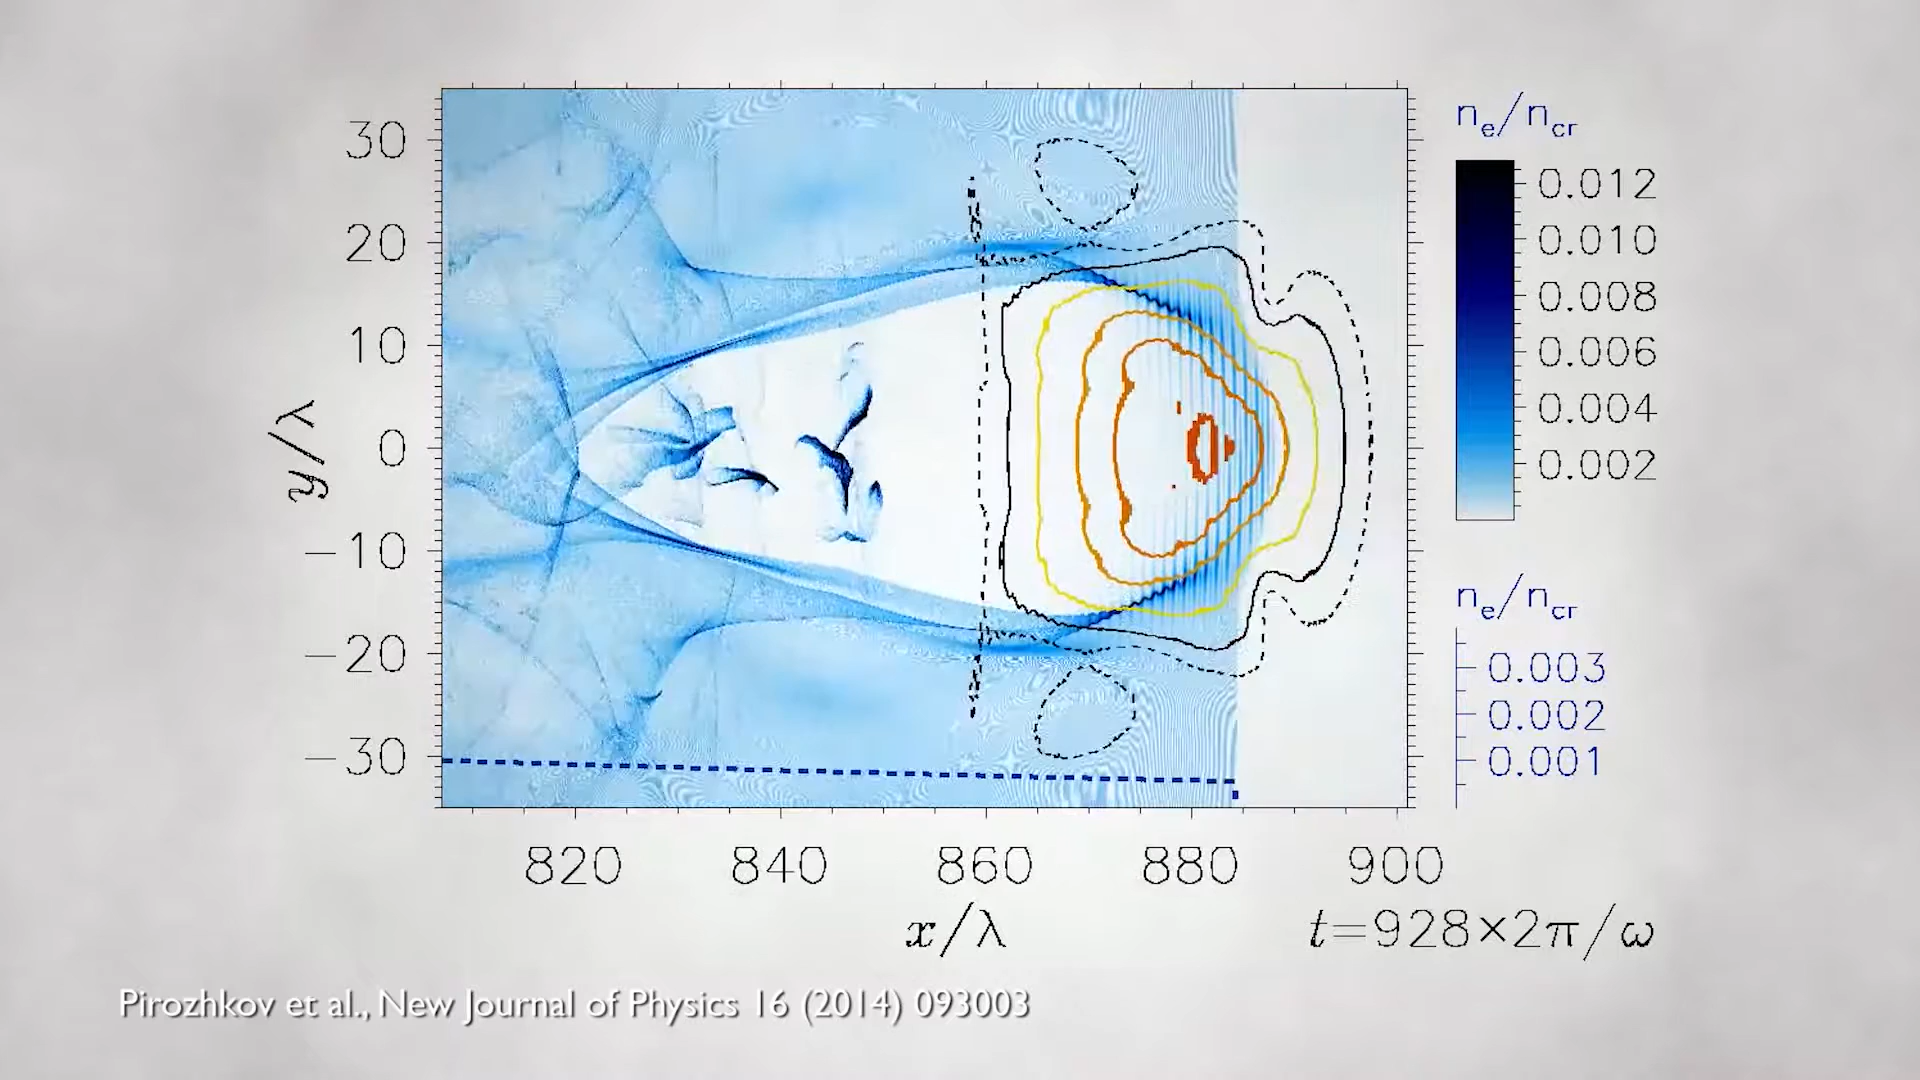 n_e/n_cr
0.012
0.010
0.008
0.006
0.004
0.002
n_e/n_cr
0.003
0.002
0.001
30
20
10
0
−10
−20
−30
y/λ
820 840 860 880 900
x/λ
t=928×2π/ω
Pirozhkov et al., New Journal of Physics 16 (2014) 093003